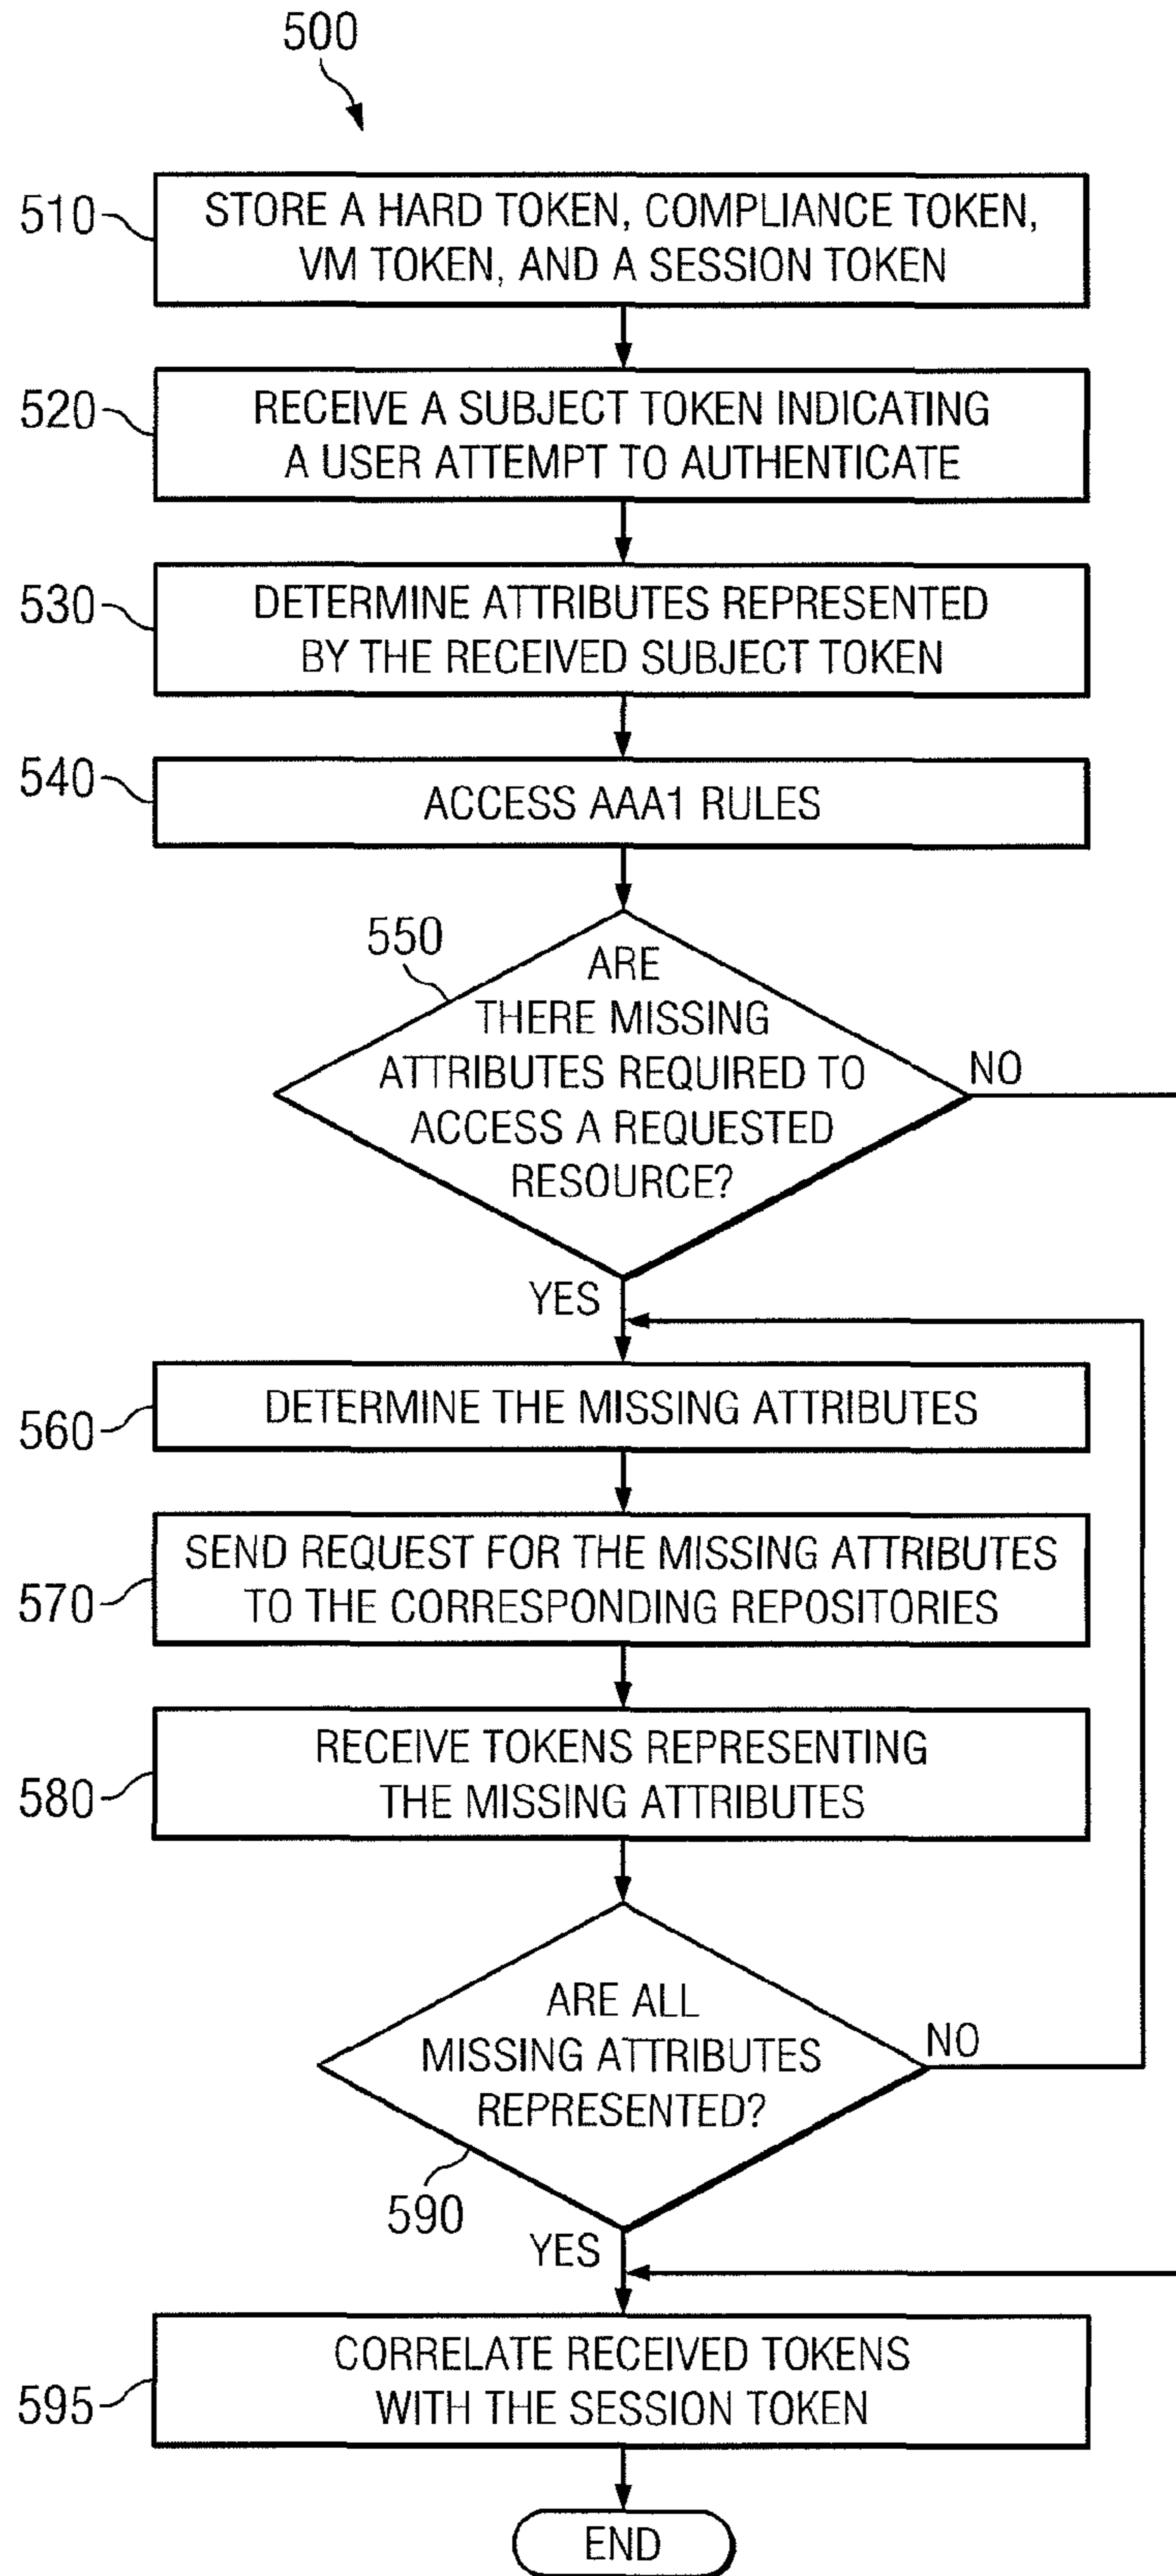 500
510
STORE A HARD TOKEN, COMPLIANCE TOKEN,
VM TOKEN, AND A SESSION TOKEN
520
RECEIVE A SUBJECT TOKEN INDICATING
A USER ATTEMPT TO AUTHENTICATE
530
DETERMINE ATTRIBUTES REPRESENTED
BY THE RECEIVED SUBJECT TOKEN
540
ACCESS AAA1 RULES
550
ARE
THERE MISSING
ATTRIBUTES REQUIRED TO
ACCESS A REQUESTED
RESOURCE?
NO
YES
560
DETERMINE THE MISSING ATTRIBUTES
570
SEND REQUEST FOR THE MISSING ATTRIBUTES
TO THE CORRESPONDING REPOSITORIES
580
RECEIVE TOKENS REPRESENTING
THE MISSING ATTRIBUTES
ARE ALL
MISSING ATTRIBUTES
REPRESENTED?
NO
590
YES
595
CORRELATE RECEIVED TOKENS
WITH THE SESSION TOKEN
END